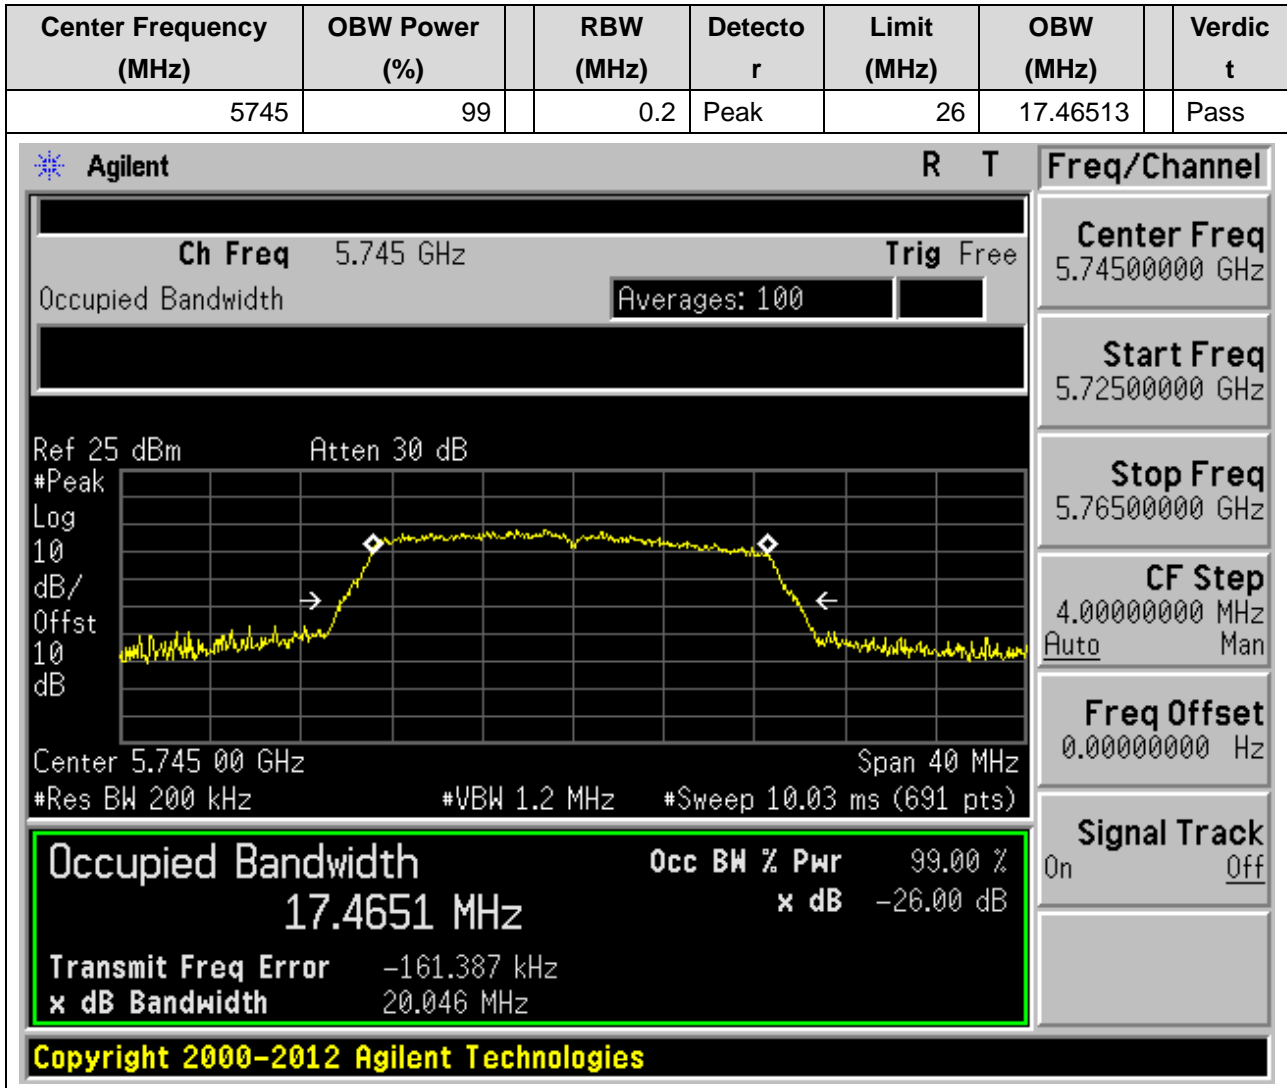 Center Frequency (MHz) OBW Power (%) RBW (MHz) Detecto r Limit (MHz) OBW (MHz) Verdic t
5745 99 0.2 Peak 26 17.46513 Pass
Agilent R T
Ch Freq 5.745 GHz Trig Free
Occupied Bandwidth Averages: 100
Ref 25 dBm Atten 30 dB
#Peak
Log
10
dB/
Offst
10
dB
Center 5.745 00 GHz Span 40 MHz
#Res BW 200 kHz #VBW 1.2 MHz #Sweep 10.03 ms (691 pts)
Occupied Bandwidth Occ BW % Pwr 99.00 %
17.4651 MHz x dB -26.00 dB
Transmit Freq Error -161.387 kHz
x dB Bandwidth 20.046 MHz
Copyright 2000-2012 Agilent Technologies
Freq/Channel
Center Freq
5.74500000 GHz
Start Freq
5.72500000 GHz
Stop Freq
5.76500000 GHz
CF Step
4.00000000 MHz
Auto Man
Freq Offset
0.00000000 Hz
Signal Track
On Off